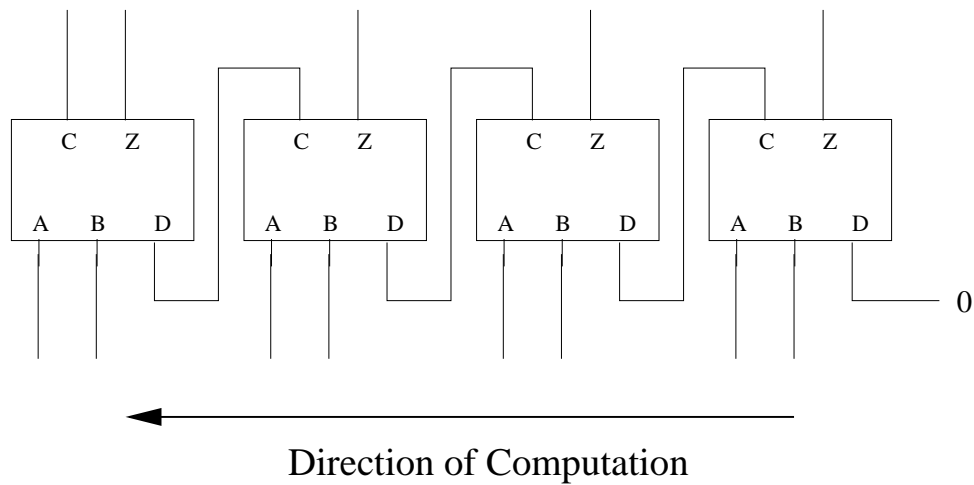 C Z C Z C Z C Z
A B D A B D A B D A B D
0
Direction of Computation